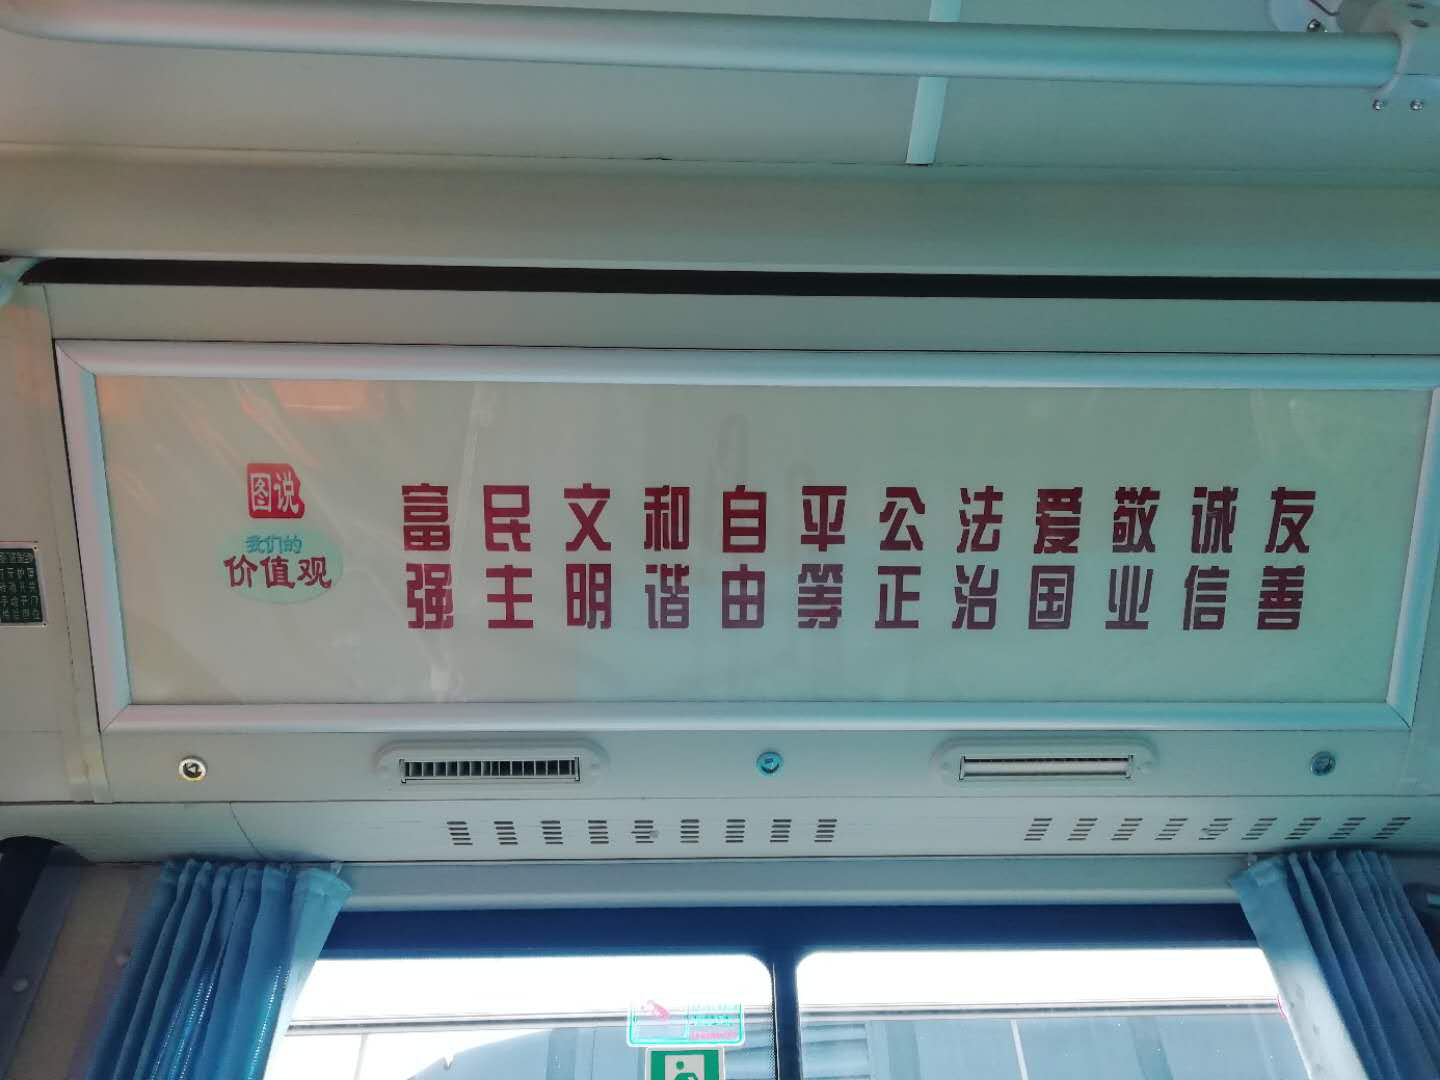 图说
我们的
价值观
富 民 文 和 自 平 公 法 爱 敬 诚 友
强 主 明 谐 由 等 正 治 国 业 信 善